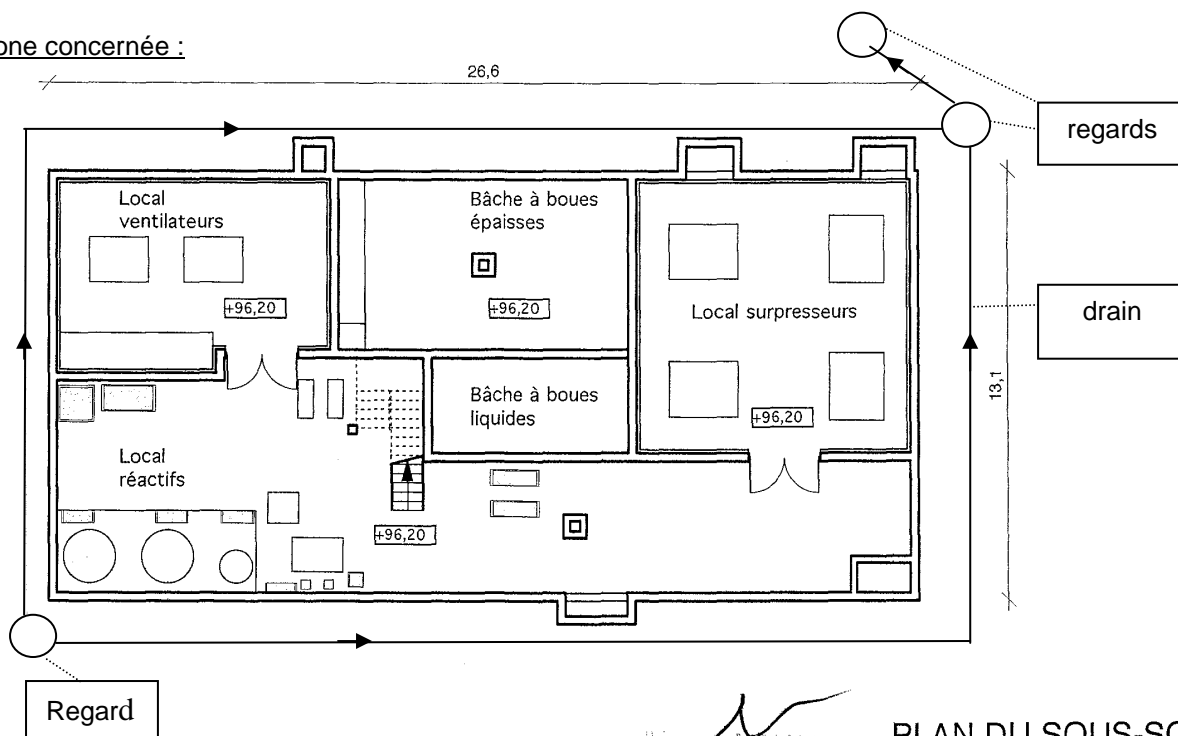 one concernée :
26,6
regards
Local
ventilateurs
Bâche à boues
épaisses
+96,20
+96,20
Local surpresseurs
drain
13,1
Bâche à boues
liquides
+96,20
Local
réactifs
+96,20
Regard
PLAN DU SOUS-SO